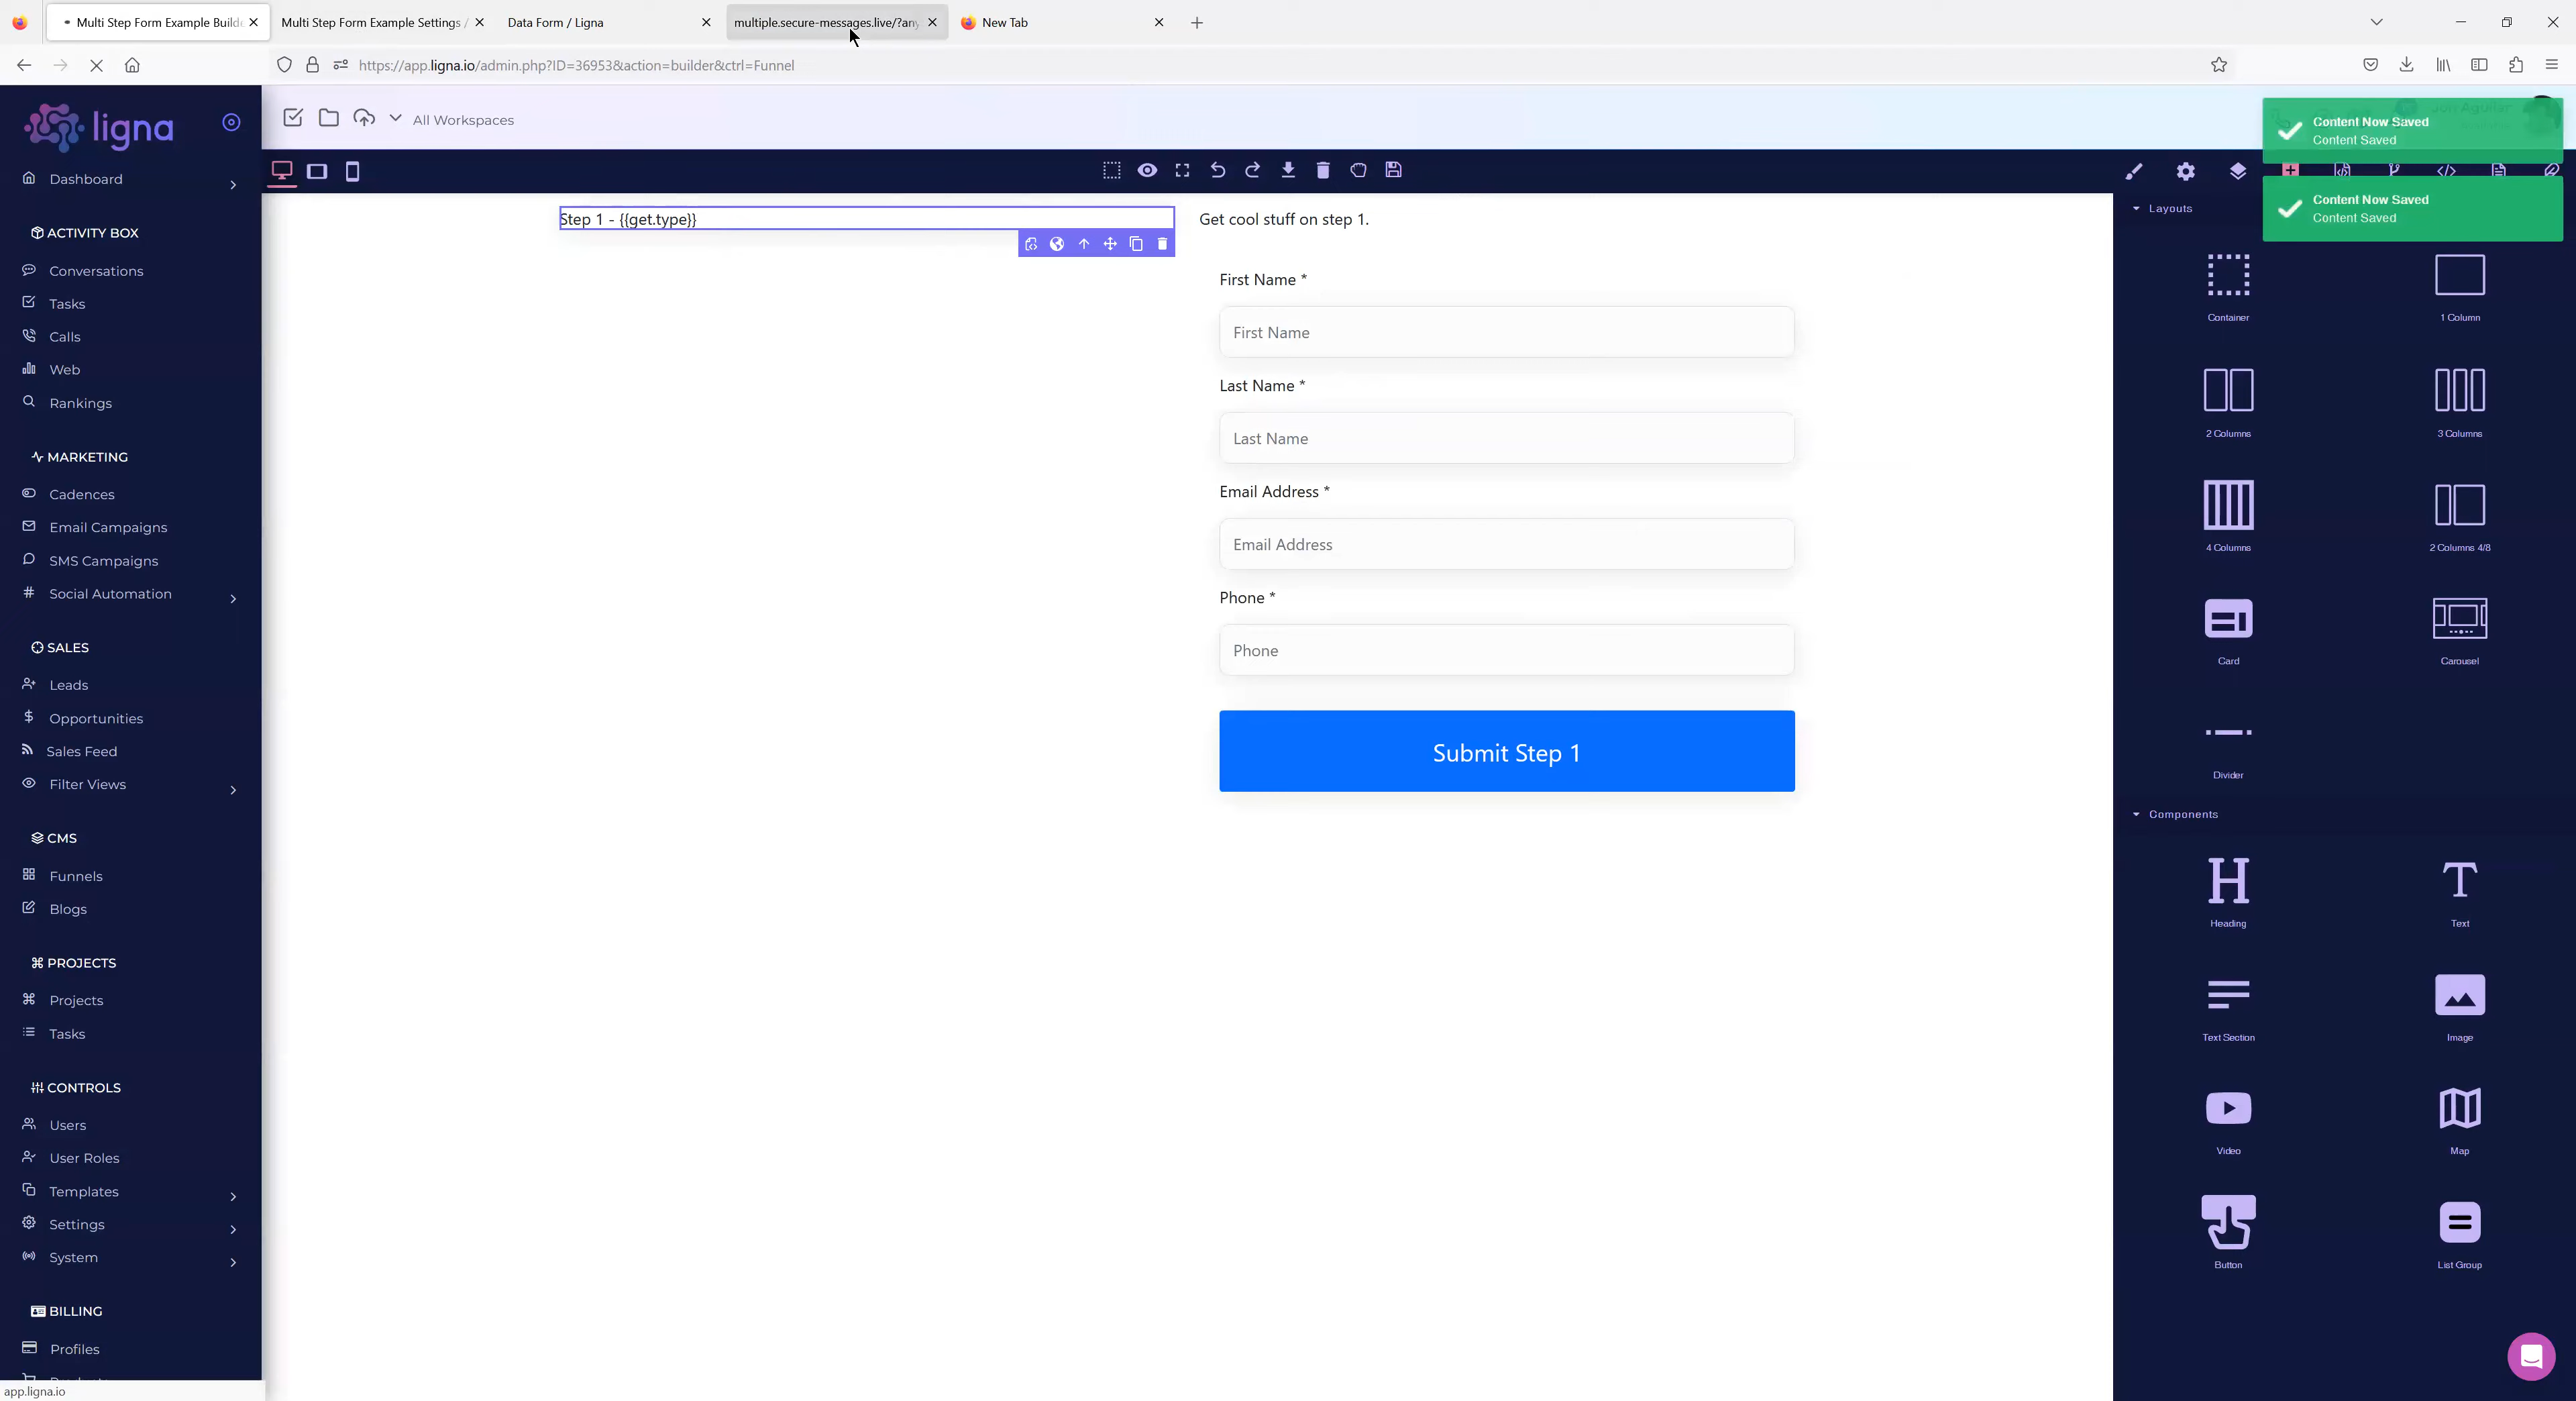 Multi Step Form Example Builde
Multi Step Form Example Settings /
Data Form / Ligna
multiple.secure-messages.live/?any
New Tab
https://app.ligna.io/admin.php?ID=36953&action=builder&ctrl=Funnel
ligna
All Workspaces
Content Now Saved
Content Saved
Content Now Saved
Content Saved
Dashboard
ACTIVITY BOX
Conversations
Tasks
Calls
Web
Rankings
MARKETING
Cadences
Email Campaigns
SMS Campaigns
# Social Automation
SALES
Leads
$ Opportunities
Sales Feed
Filter Views
CMS
Funnels
Blogs
⌘ PROJECTS
⌘ Projects
Tasks
CONTROLS
Users
User Roles
Templates
Settings
System
BILLING
Profiles
app.ligna.io
Step 1 - {{get.type}}
Get cool stuff on step 1.
First Name *
First Name
Last Name *
Last Name
Email Address *
Email Address
Phone *
Phone
Submit Step 1
Layouts
Container
1 Column
2 Columns
3 Columns
4 Columns
2 Columns 4/8
Card
Carousel
Divider
Components
Heading
Text
Text Section
Image
Video
Map
Button
List Group